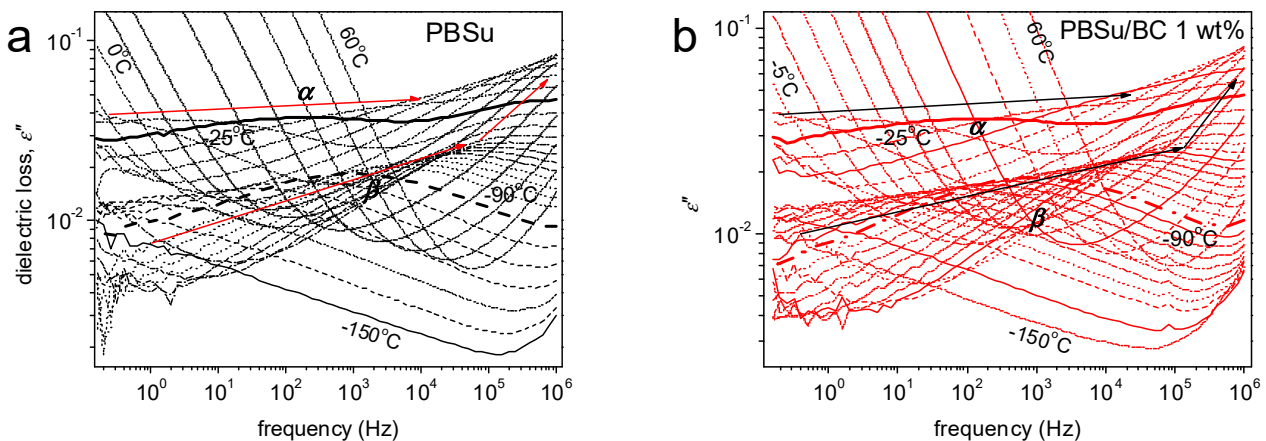 a
PBSu
dielectric loss, ε″
10⁻¹
10⁻²
0°C
60°C
α
-25°C
β
-90°C
-150°C
10⁰ 10¹ 10² 10³ 10⁴ 10⁵ 10⁶
frequency (Hz)
b
PBSu/BC 1 wt%
ε″
10⁻¹
10⁻²
-5°C
60°C
α
-25°C
β
-90°C
-150°C
10⁰ 10¹ 10² 10³ 10⁴ 10⁵ 10⁶
frequency (Hz)